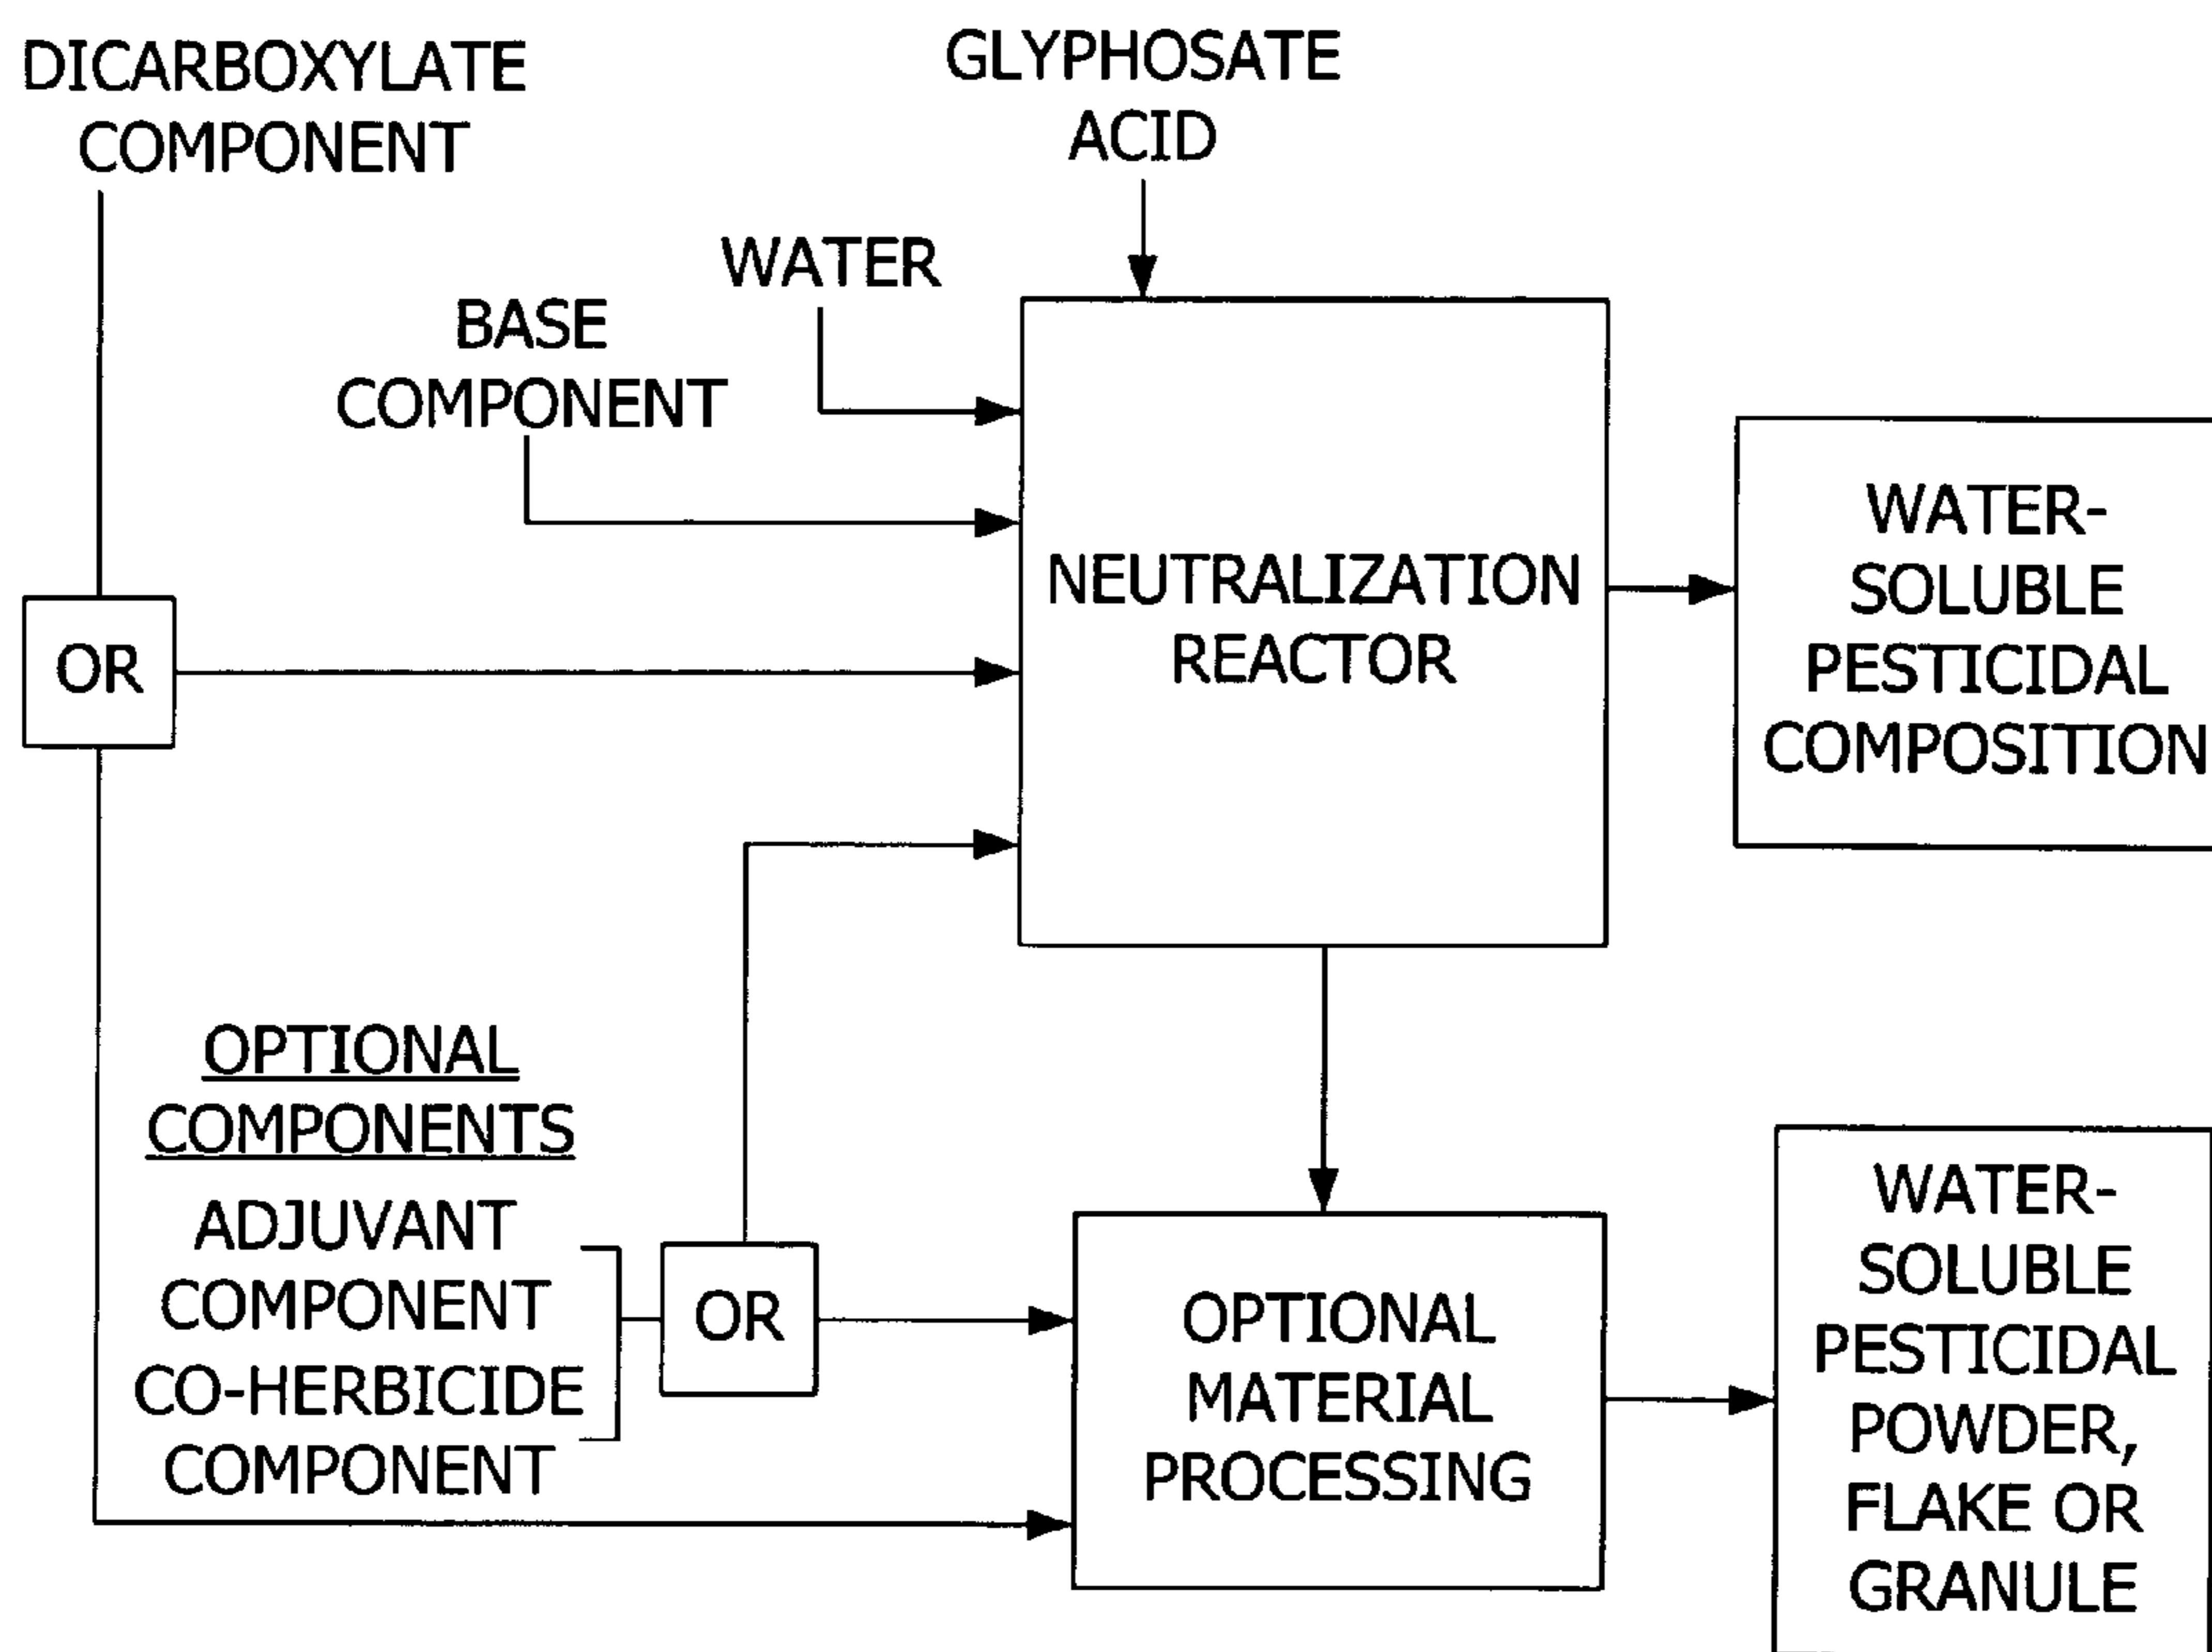 DICARBOXYLATE
COMPONENT
GLYPHOSATE
ACID
WATER
BASE
COMPONENT
OR
NEUTRALIZATION
REACTOR
WATER-
SOLUBLE
PESTICIDAL
COMPOSITION
OPTIONAL
COMPONENTS
ADJUVANT
COMPONENT
CO-HERBICIDE
COMPONENT
OR
OPTIONAL
MATERIAL
PROCESSING
WATER-
SOLUBLE
PESTICIDAL
POWDER,
FLAKE OR
GRANULE